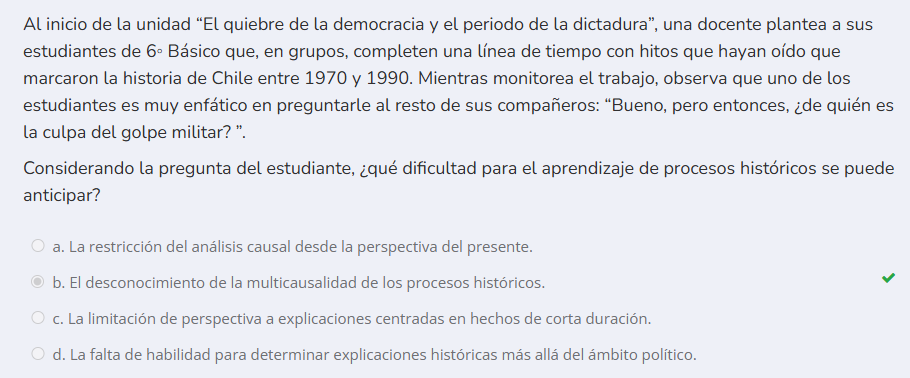 Al inicio de la unidad “El quiebre de la democracia y el periodo de la dictadura”, una docente plantea a sus
estudiantes de 6° Básico que, en grupos, completen una línea de tiempo con hitos que hayan oído que
marcaron la historia de Chile entre 1970 y 1990. Mientras monitorea el trabajo, observa que uno de los
estudiantes es muy enfático en preguntarle al resto de sus compañeros: “Bueno, pero entonces, ¿de quién es
la culpa del golpe militar? ”.
Considerando la pregunta del estudiante, ¿qué dificultad para el aprendizaje de procesos históricos se puede
anticipar?
a. La restricción del análisis causal desde la perspectiva del presente.
b. El desconocimiento de la multicausalidad de los procesos históricos.
c. La limitación de perspectiva a explicaciones centradas en hechos de corta duración.
d. La falta de habilidad para determinar explicaciones históricas más allá del ámbito político.